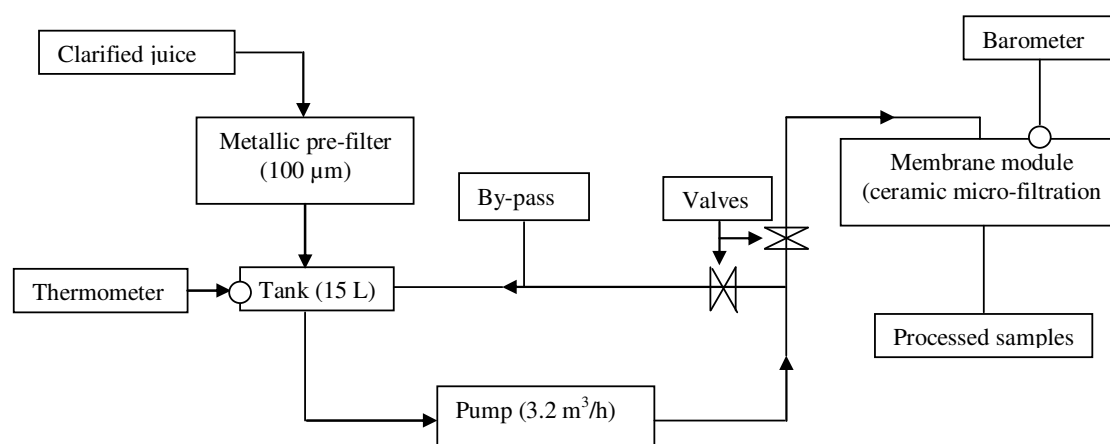 Clarified juice
Barometer
Metallic pre-filter
(100 µm)
Membrane module
(ceramic micro-filtration
By-pass
Valves
Thermometer
Tank (15 L)
Processed samples
Pump (3.2 m³/h)